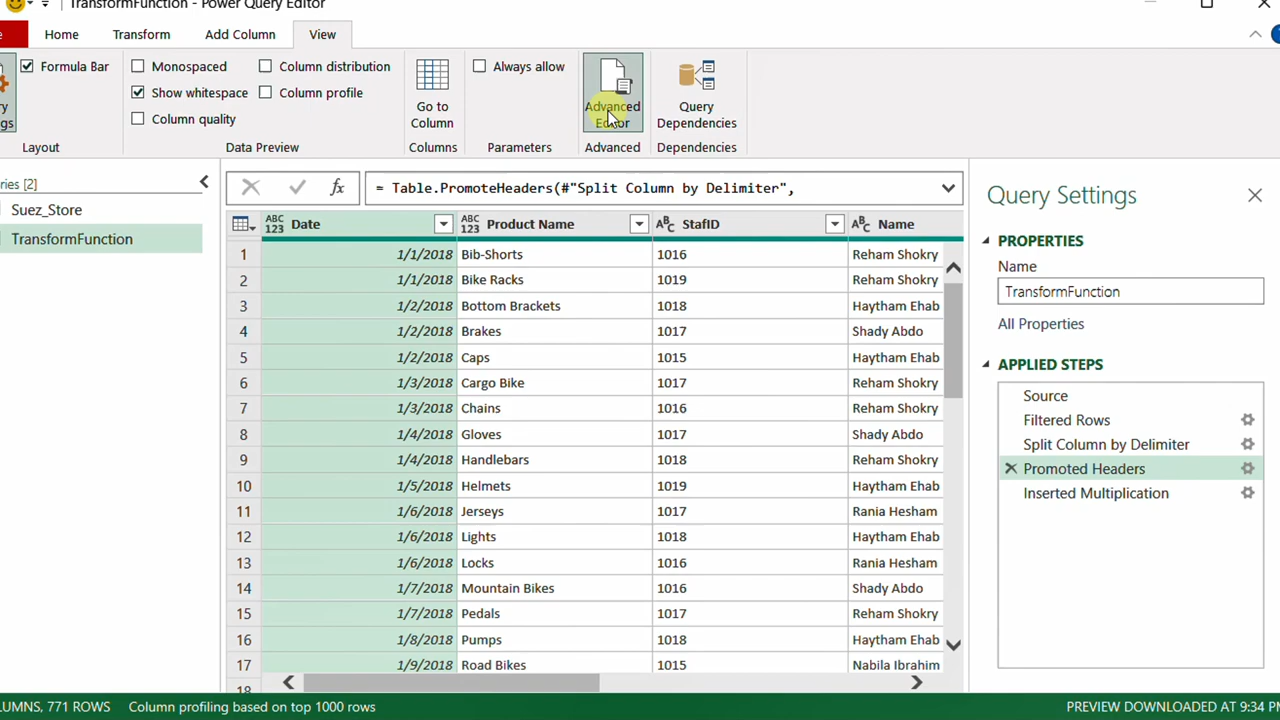 TransformFunction - Power Query Editor
Home Transform Add Column View
Formula Bar Monospaced Column distribution Always allow
Show whitespace Column profile Go to Column Advanced Editor Query Dependencies
Column quality
Layout Data Preview Columns Parameters Advanced Dependencies
ries [2]
Suez_Store
TransformFunction
fx = Table.PromoteHeaders(#"Split Column by Delimiter",
ABC 123 Date ABC 123 Product Name ABC StafID ABC Name
1 1/1/2018 Bib-Shorts 1016 Reham Shokry
2 1/1/2018 Bike Racks 1019 Reham Shokry
3 1/2/2018 Bottom Brackets 1018 Haytham Ehab
4 1/2/2018 Brakes 1017 Shady Abdo
5 1/2/2018 Caps 1015 Haytham Ehab
6 1/3/2018 Cargo Bike 1017 Reham Shokry
7 1/3/2018 Chains 1016 Reham Shokry
8 1/4/2018 Gloves 1017 Shady Abdo
9 1/4/2018 Handlebars 1018 Reham Shokry
10 1/5/2018 Helmets 1019 Haytham Ehab
11 1/6/2018 Jerseys 1017 Rania Hesham
12 1/6/2018 Lights 1018 Haytham Ehab
13 1/6/2018 Locks 1016 Rania Hesham
14 1/7/2018 Mountain Bikes 1016 Shady Abdo
15 1/7/2018 Pedals 1017 Reham Shokry
16 1/8/2018 Pumps 1018 Haytham Ehab
17 1/9/2018 Road Bikes 1015 Nabila Ibrahim
18
Query Settings
PROPERTIES
Name
TransformFunction
All Properties
APPLIED STEPS
Source
Filtered Rows
Split Column by Delimiter
Promoted Headers
Inserted Multiplication
UMNS, 771 ROWS Column profiling based on top 1000 rows PREVIEW DOWNLOADED AT 9:34 PM